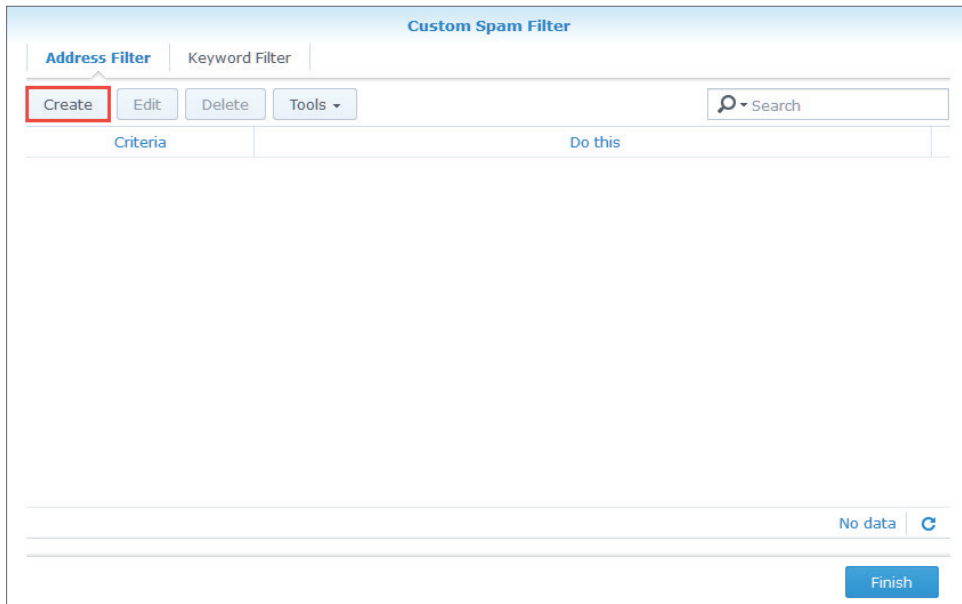 Custom Spam Filter
Address Filter Keyword Filter
Create Edit Delete Tools Search
Criteria Do this
No data
Finish